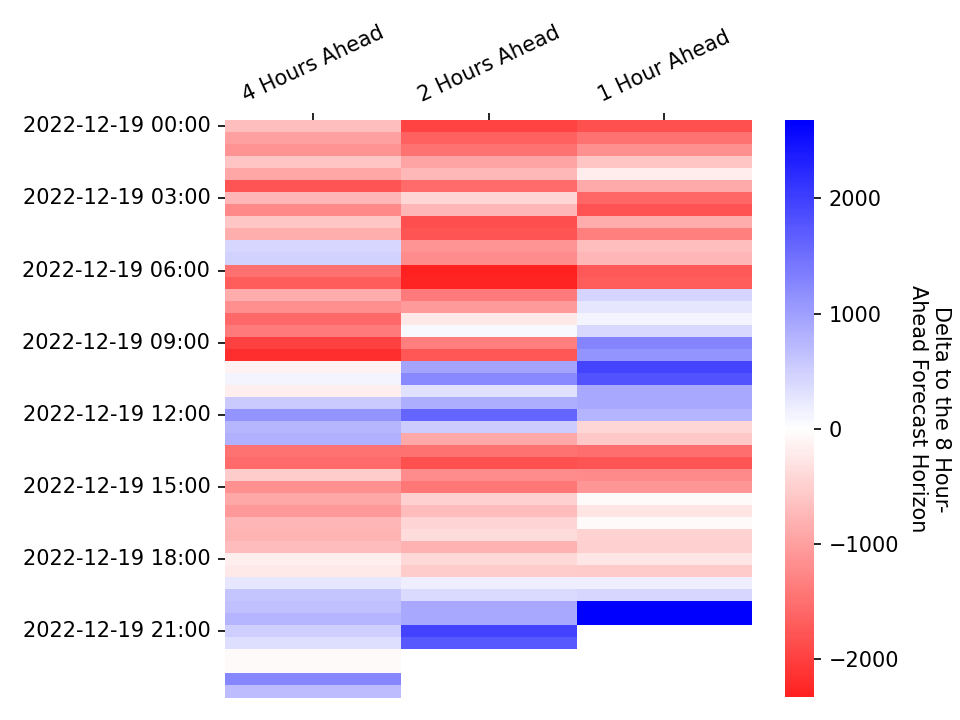 4 Hours Ahead
2 Hours Ahead
1 Hour Ahead
2022-12-19 00:00
2022-12-19 03:00
2022-12-19 06:00
2022-12-19 09:00
2022-12-19 12:00
2022-12-19 15:00
2022-12-19 18:00
2022-12-19 21:00
2000
1000
0
−1000
−2000
Delta to the 8 Hour-
Ahead Forecast Horizon